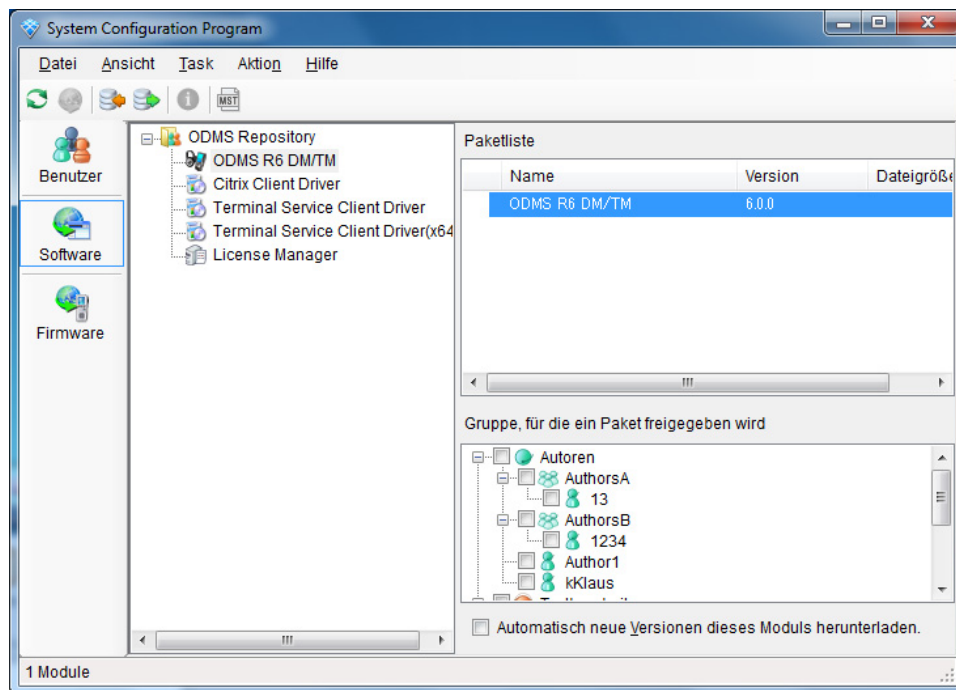 System Configuration Program
Datei Ansicht Task Aktion Hilfe
MST
Benutzer
Software
Firmware
ODMS Repository
ODMS R6 DM/TM
Citrix Client Driver
Terminal Service Client Driver
Terminal Service Client Driver(x64
License Manager
Paketliste
Name Version Dateigröße
ODMS R6 DM/TM 6.0.0
Gruppe, für die ein Paket freigegeben wird
Autoren
AuthorsA
13
AuthorsB
1234
Author1
kKlaus
Automatisch neue Versionen dieses Moduls herunterladen.
1 Module